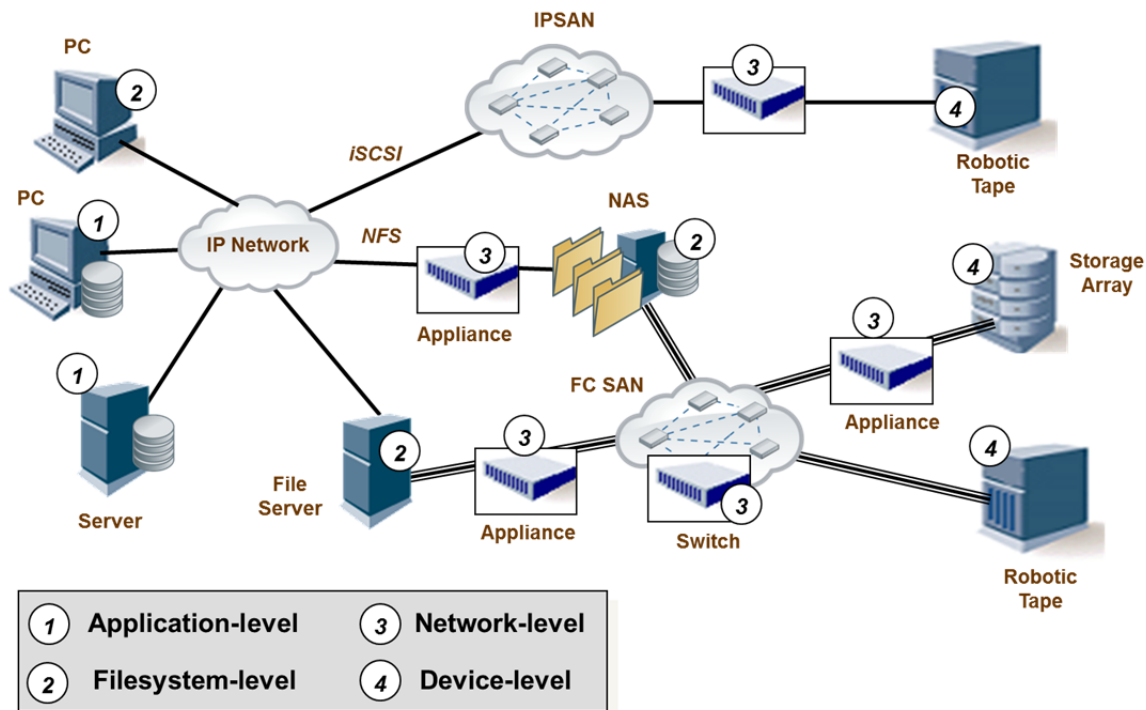 IPSAN
PC
2
3
4
iSCSI
Robotic
Tape
PC
1
IP Network
NFS
3
NAS
2
Appliance
4
Storage
Array
3
1
FC SAN
Appliance
3
2
4
File
Server
Appliance
3
Switch
Server
Robotic
Tape
1 Application-level
3 Network-level
2 Filesystem-level
4 Device-level